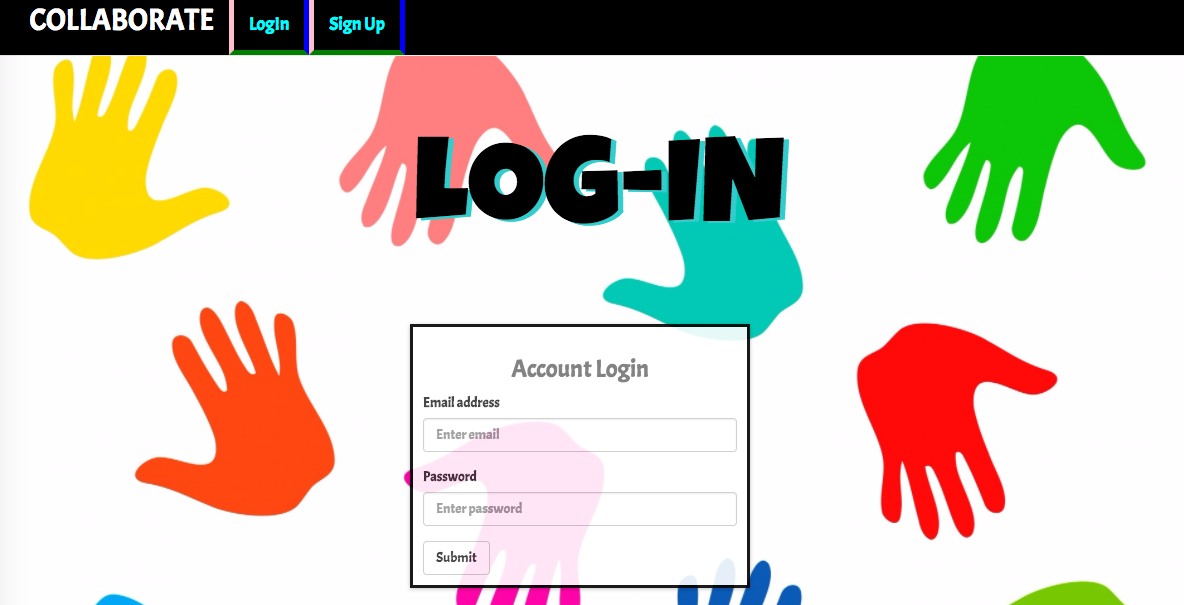 COLLABORATE LogIn Sign Up
LOG-IN
Account Login
Email address
Enter email
Password
Enter password
Submit